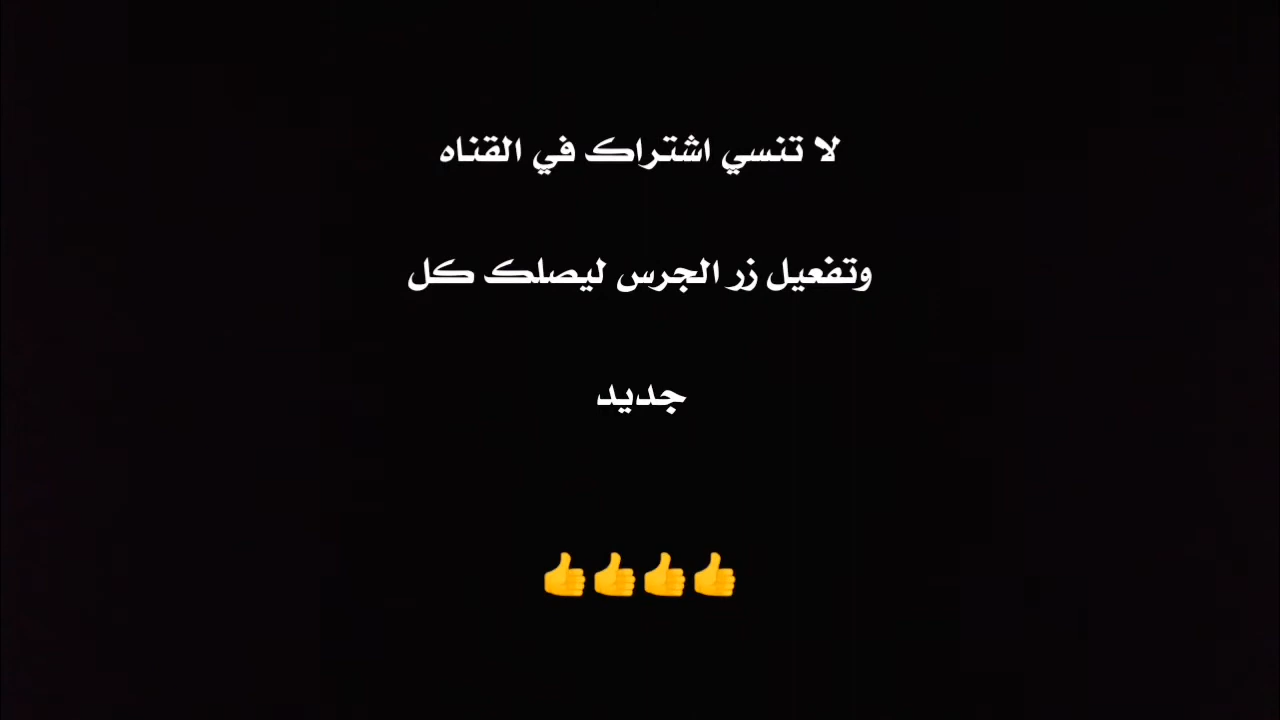 لا تنسي اشتراك في القناه
وتفعيل زر الجرس ليصلك كل
جديد
👍👍👍👍